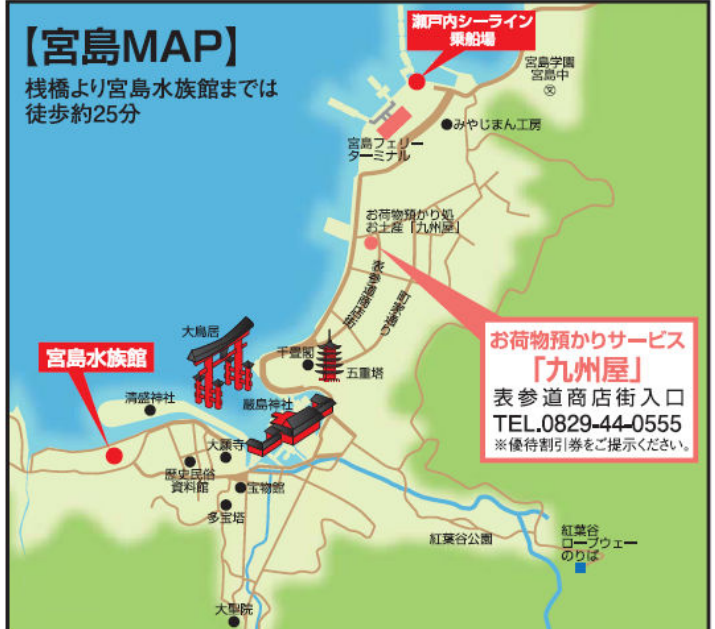 【宮島MAP】
桟橋より宮島水族館までは
徒歩約25分
瀬戸内シーライン
乗船場
宮島学園
宮島中
文
みやじまん工房
宮島フェリー
ターミナル
お荷物預かり処
お土産「九州屋」
表参道商店街
町家通り
お荷物預かりサービス
「九州屋」
表参道商店街入口
TEL.0829-44-0555
※優待割引券をご提示ください。
大鳥居
千畳閣
五重塔
宮島水族館
清盛神社
厳島神社
大願寺
歴史民俗
資料館
宝物館
多宝塔
紅葉谷公園
紅葉谷
ロープウェー
のりば
大聖院